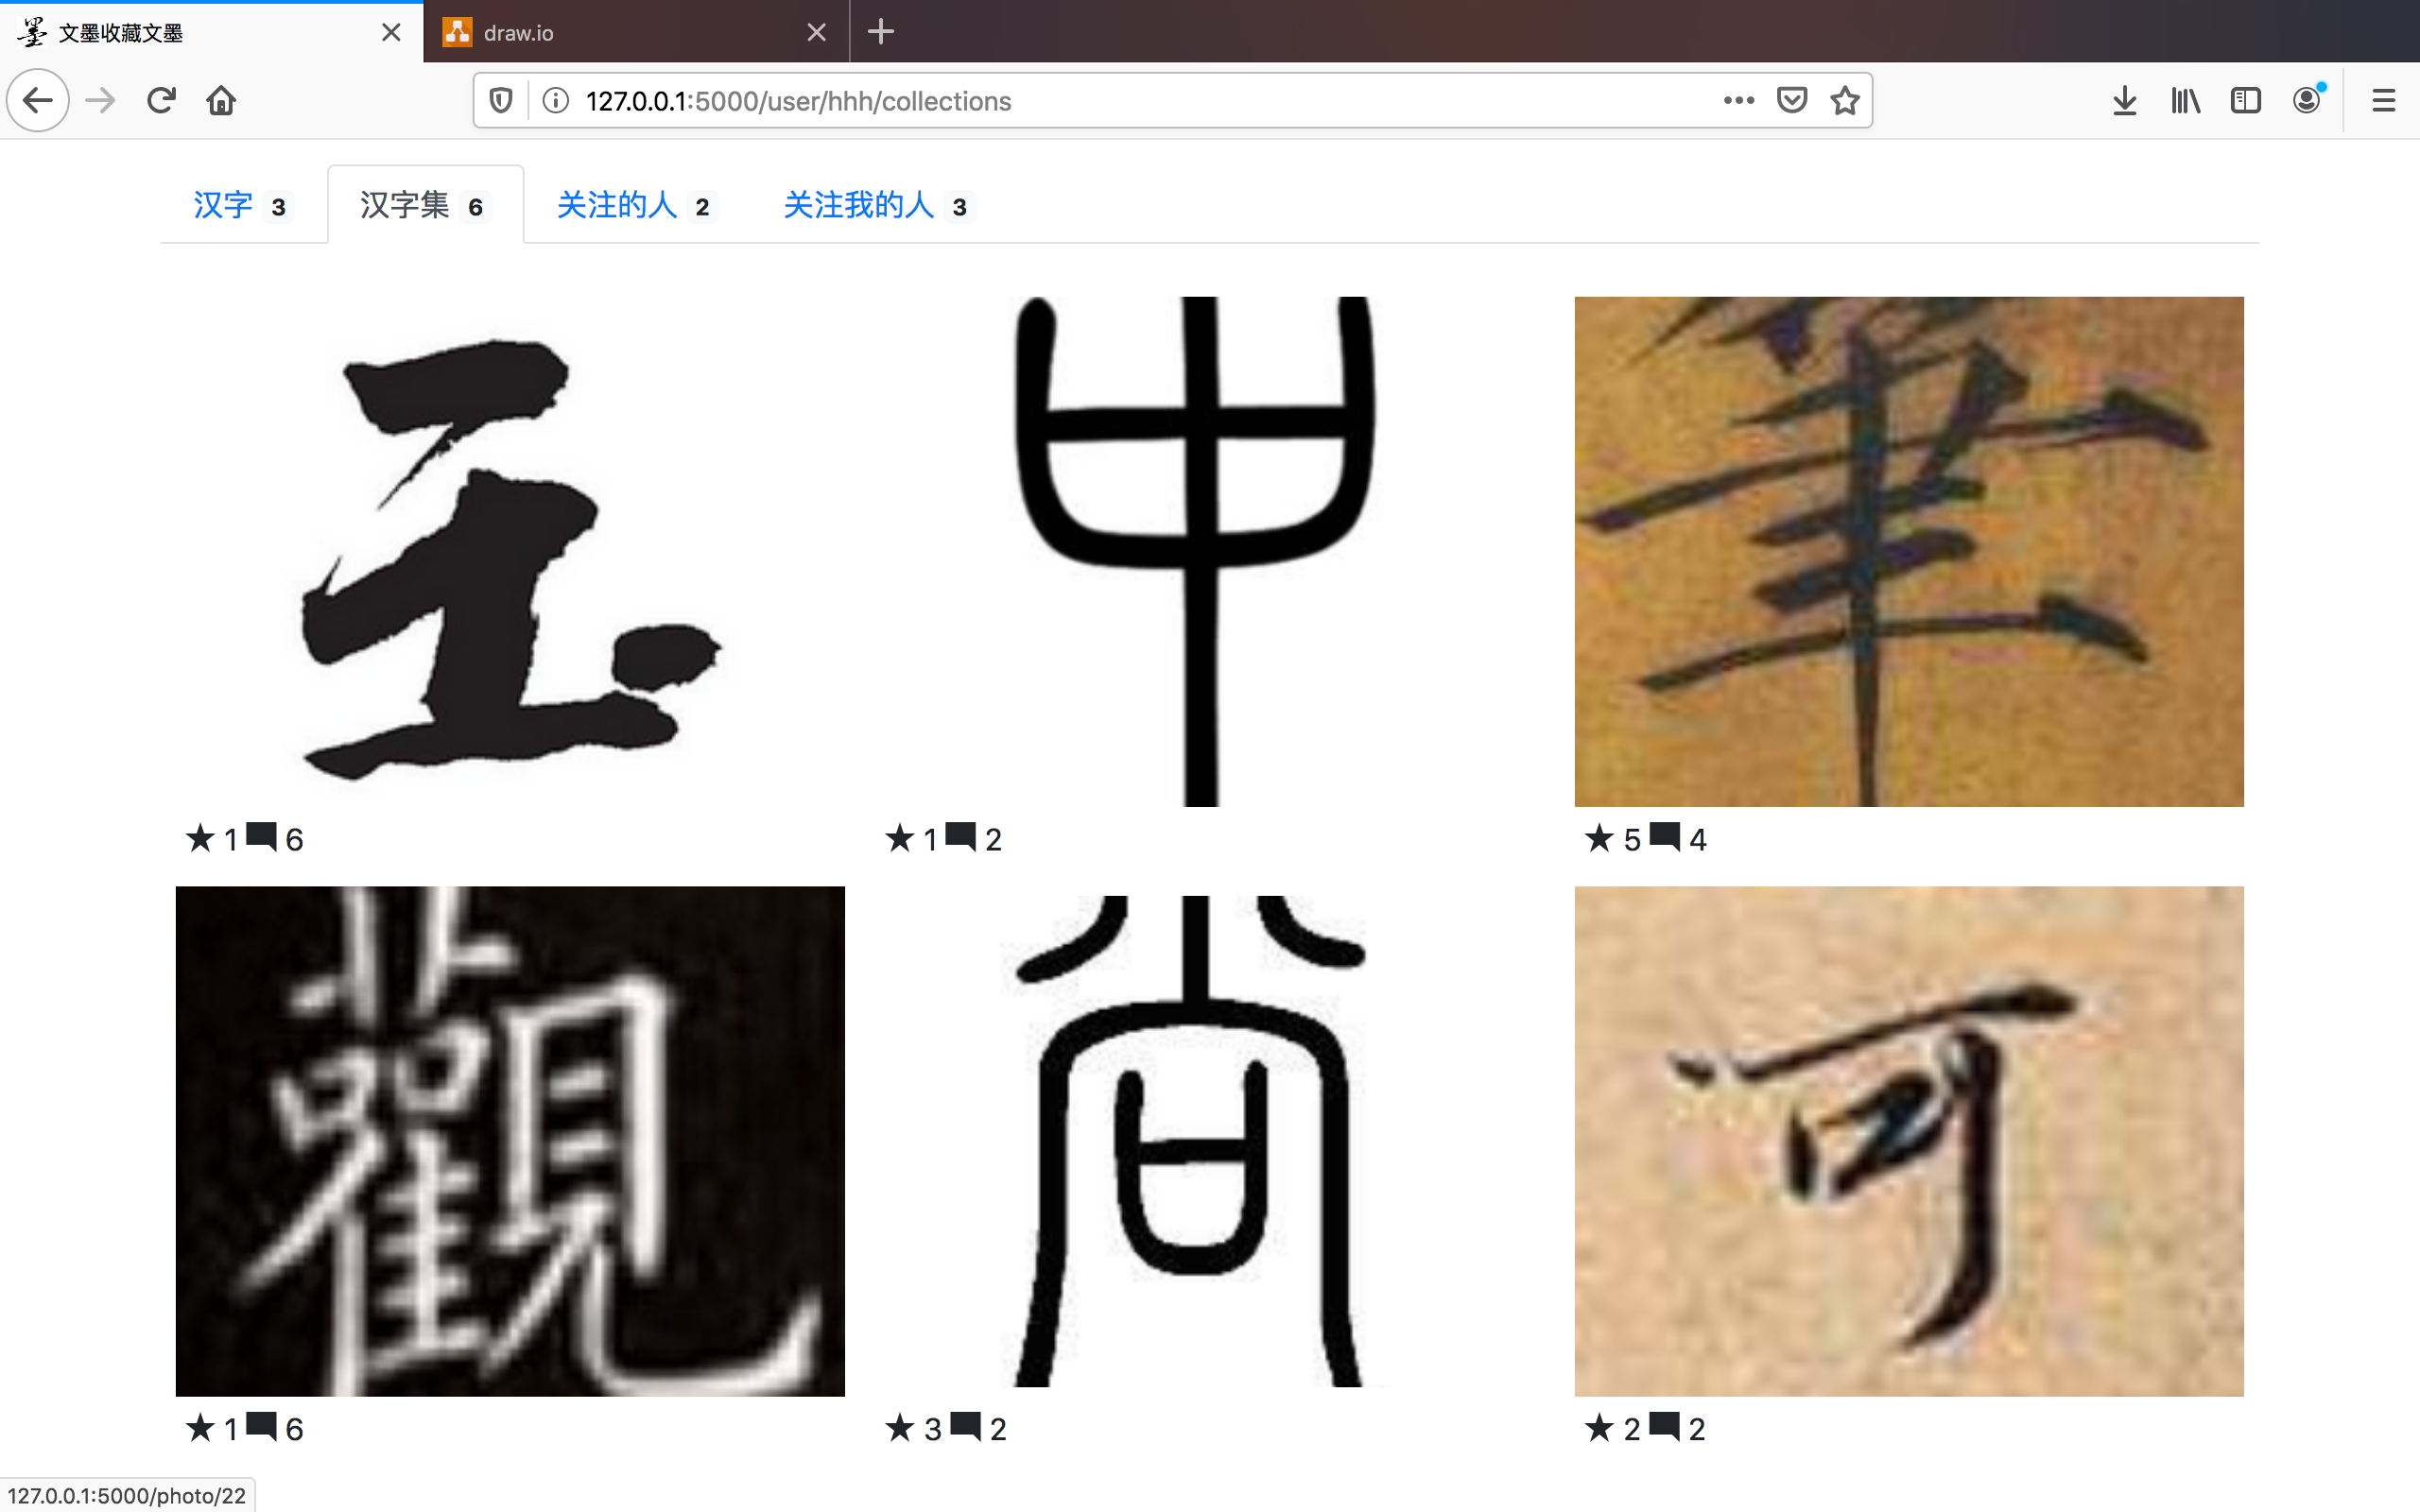 文墨收藏文墨
draw.io
127.0.0.1:5000/user/hhh/collections
汉字 3 汉字集 6 关注的人 2 关注我的人 3
玉
中
筆
★ 1 6
★ 1 2
★ 5 4
觀
尚
可
★ 1 6
★ 3 2
★ 2 2
127.0.0.1:5000/photo/22